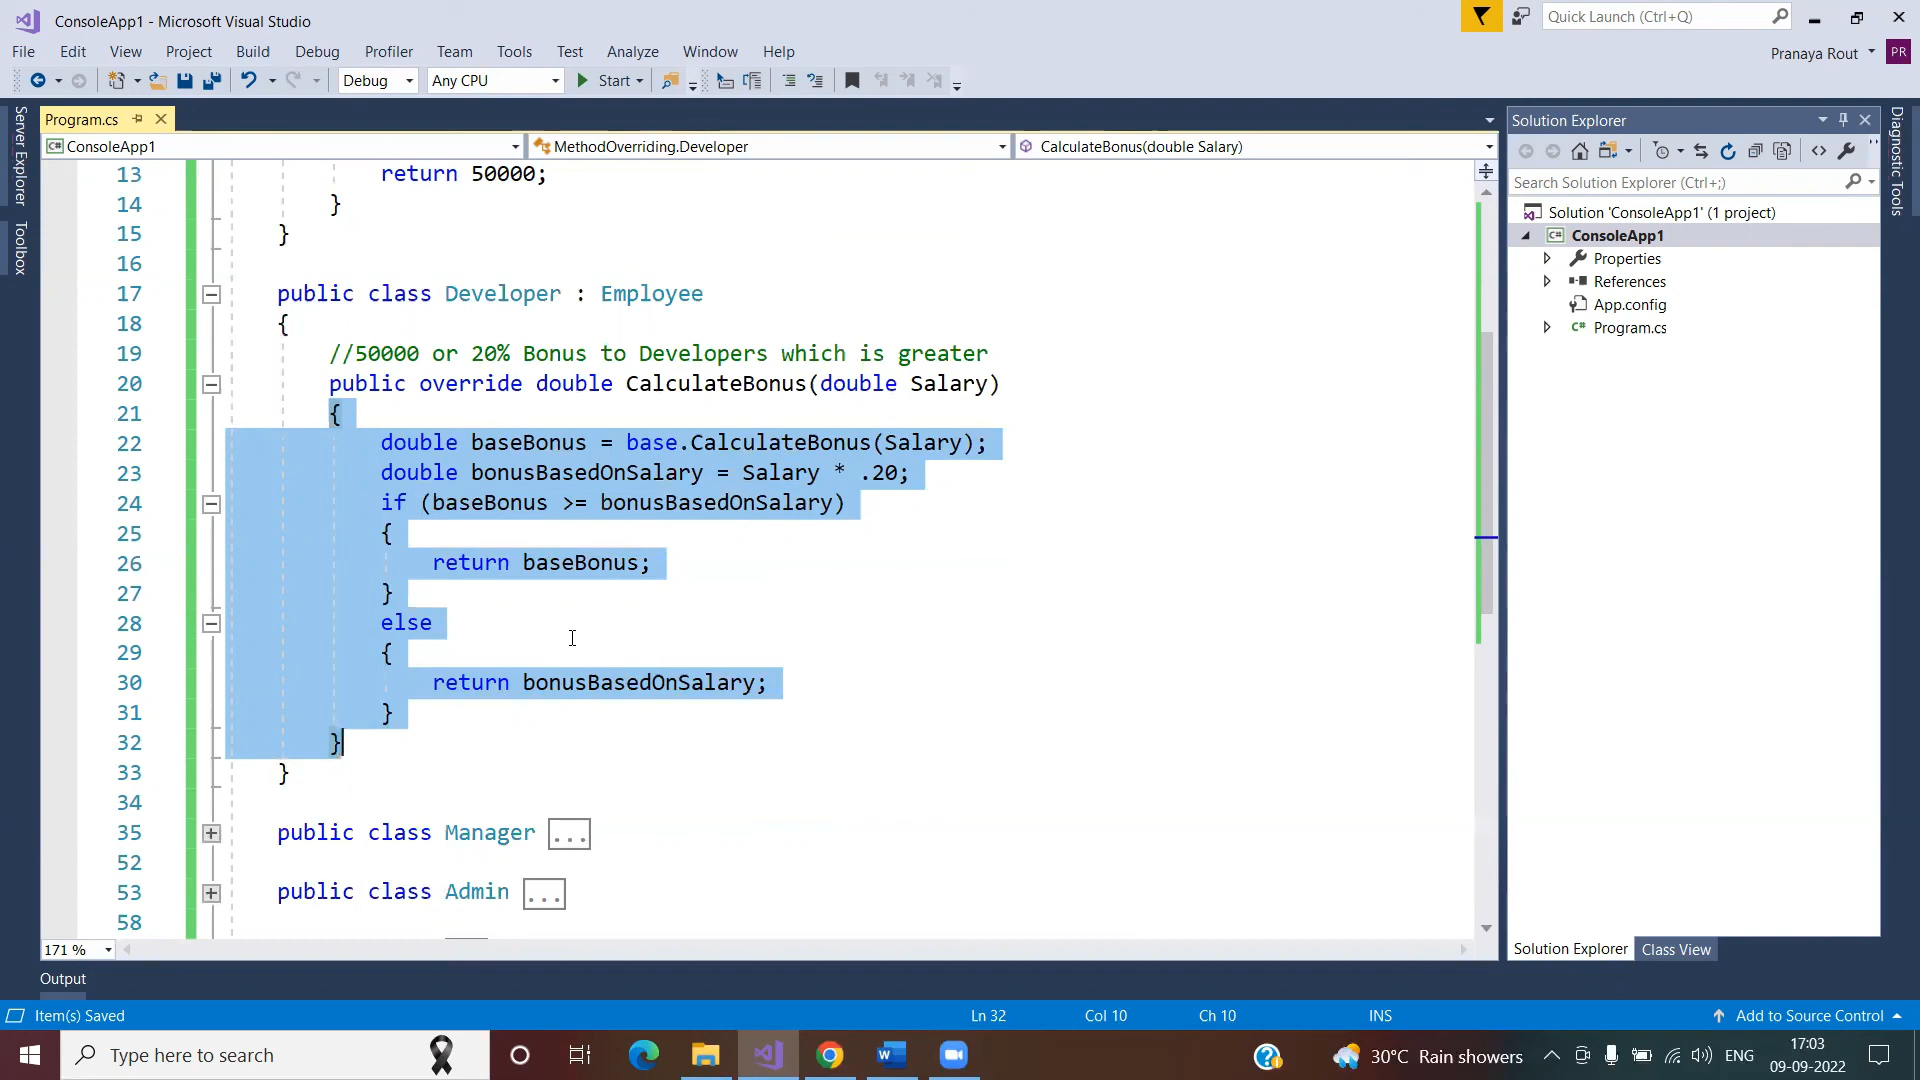 ConsoleApp1 - Microsoft Visual Studio
Quick Launch (Ctrl+Q)
File Edit View Project Build Debug Profiler Team Tools Test Analyze Window Help
Pranaya Rout PR
Debug Any CPU Start
Server Explorer
Toolbox
Program.cs
ConsoleApp1 MethodOverriding.Developer CalculateBonus(double Salary)
13 return 50000;
14 }
15 }
16
17 public class Developer : Employee
18 {
19 //50000 or 20% Bonus to Developers which is greater
20 public override double CalculateBonus(double Salary)
21 {
22 double baseBonus = base.CalculateBonus(Salary);
23 double bonusBasedOnSalary = Salary * .20;
24 if (baseBonus >= bonusBasedOnSalary)
25 {
26 return baseBonus;
27 }
28 else
29 {
30 return bonusBasedOnSalary;
31 }
32 }
33 }
34
35 public class Manager ...
52
53 public class Admin ...
58
171 %
Solution Explorer
Search Solution Explorer (Ctrl+;)
Solution 'ConsoleApp1' (1 project)
C# ConsoleApp1
Properties
References
App.config
C# Program.cs
Solution Explorer Class View
Diagnostic Tools
Output
Item(s) Saved Ln 32 Col 10 Ch 10 INS Add to Source Control
Type here to search
30°C Rain showers ENG
17:03
09-09-2022